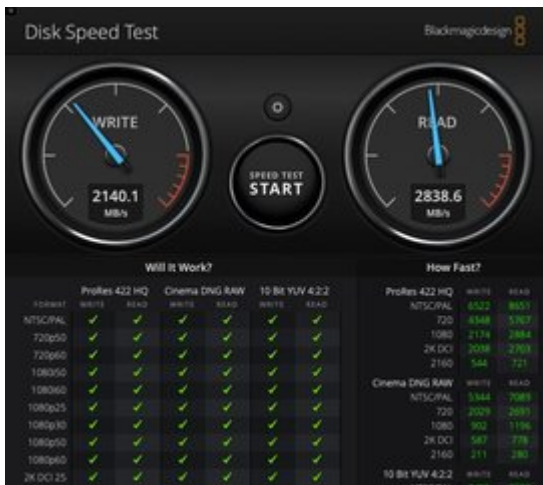 Disk Speed Test
Blackmagicdesign
WRITE
2140.1
MB/s
SPEED TEST
START
READ
2838.6
MB/s
Will It Work?
ProRes 422 HQ Cinema DNG RAW 10 Bit YUV 4:2:2
FORMAT WRITE READ WRITE READ WRITE READ
NTSC/PAL ✓ ✓ ✓ ✓ ✓ ✓
720p50 ✓ ✓ ✓ ✓ ✓ ✓
720p60 ✓ ✓ ✓ ✓ ✓ ✓
1080i50 ✓ ✓ ✓ ✓ ✓ ✓
1080i60 ✓ ✓ ✓ ✓ ✓ ✓
1080p25 ✓ ✓ ✓ ✓ ✓ ✓
1080p30 ✓ ✓ ✓ ✓ ✓ ✓
1080p50 ✓ ✓ ✓ ✓ ✓ ✓
1080p60 ✓ ✓ ✓ ✓ ✓ ✓
2K DCI 25 ✓ ✓ ✓ ✓ ✓ ✓
How Fast?
ProRes 422 HQ WRITE READ
NTSC/PAL 6522 8651
720 4348 5767
1080 2174 2884
2K DCI 2038 2703
2160 544 721
Cinema DNG RAW WRITE READ
NTSC/PAL 5344 7089
720 2029 2691
1080 902 1196
2K DCI 587 778
2160 211 280
10 Bit YUV 4:2:2 WRITE READ